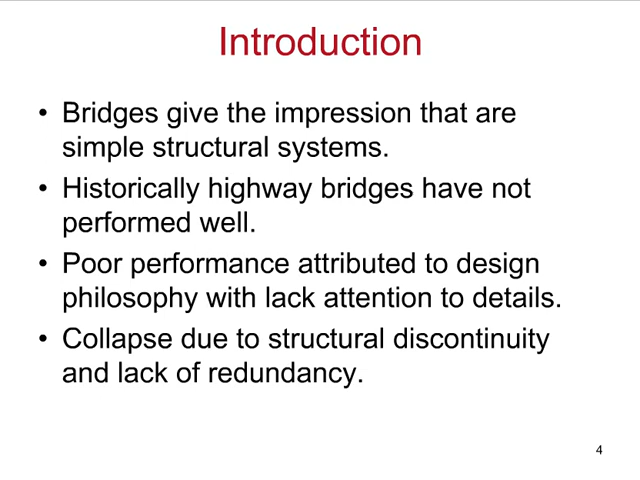 Introduction
• Bridges give the impression that are
simple structural systems.
• Historically highway bridges have not
performed well.
• Poor performance attributed to design
philosophy with lack attention to details.
• Collapse due to structural discontinuity
and lack of redundancy.
4